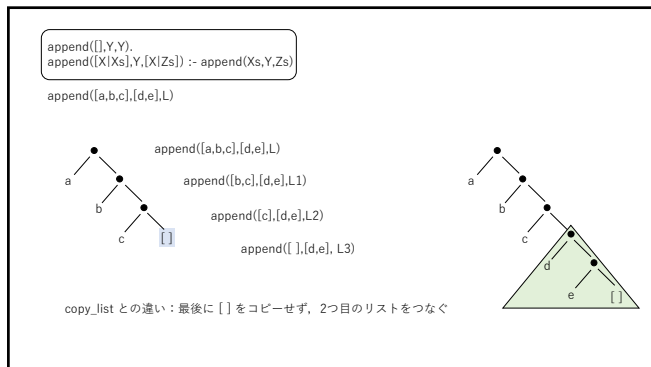 append([],Y,Y).
append([X|Xs],Y,[X|Zs]) :- append(Xs,Y,Zs)
append([a,b,c],[d,e],L)
append([a,b,c],[d,e],L)
a
append([b,c],[d,e],L1)
b
append([c],[d,e],L2)
c
[ ]
append([ ],[d,e], L3)
a
b
c
d
e
[ ]
copy_list との違い：最後に [ ] をコピーせず，2つ目のリストをつなぐ